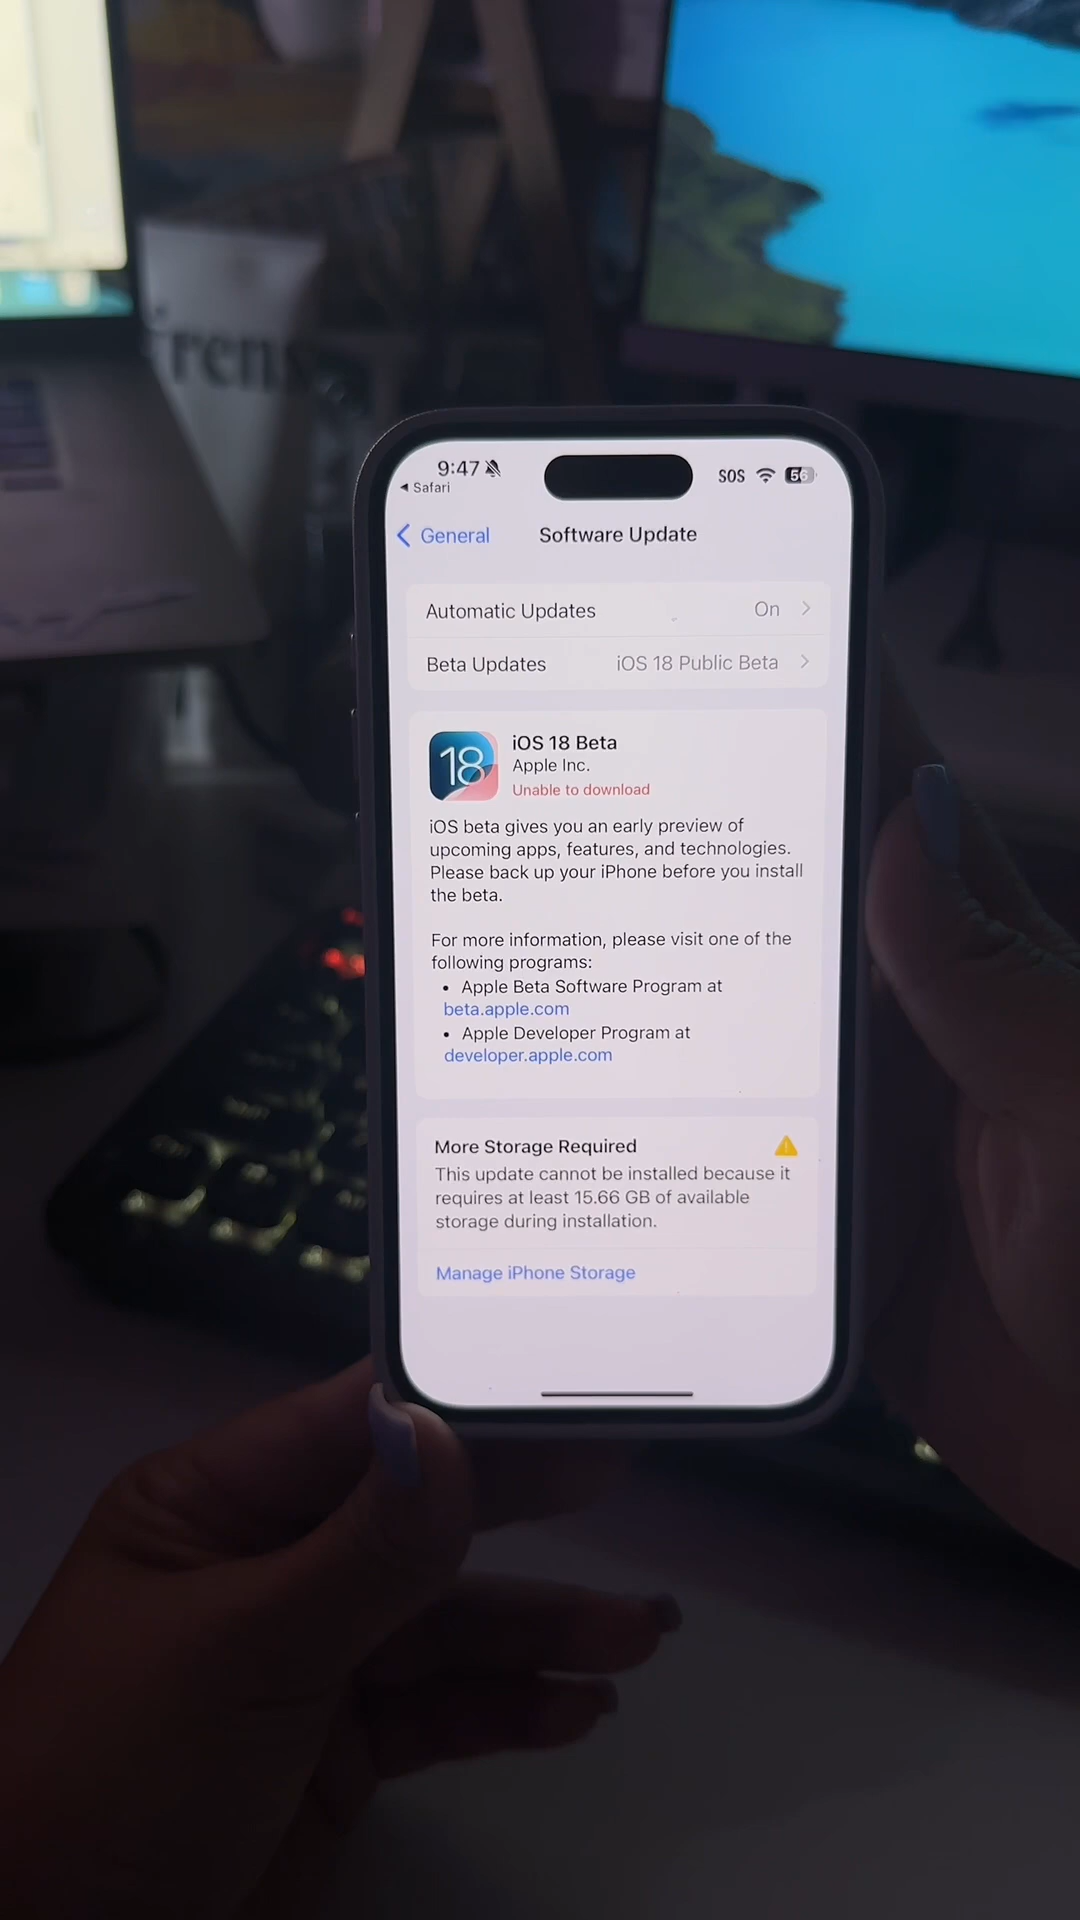 rens
9:47
SOS
56
◀ Safari
General
Software Update
Automatic Updates
On
Beta Updates
iOS 18 Public Beta
18
iOS 18 Beta
Apple Inc.
Unable to download
iOS beta gives you an early preview of
upcoming apps, features, and technologies.
Please back up your iPhone before you install
the beta.
For more information, please visit one of the
following programs:
• Apple Beta Software Program at
beta.apple.com
• Apple Developer Program at
developer.apple.com
More Storage Required
This update cannot be installed because it
requires at least 15.66 GB of available
storage during installation.
Manage iPhone Storage